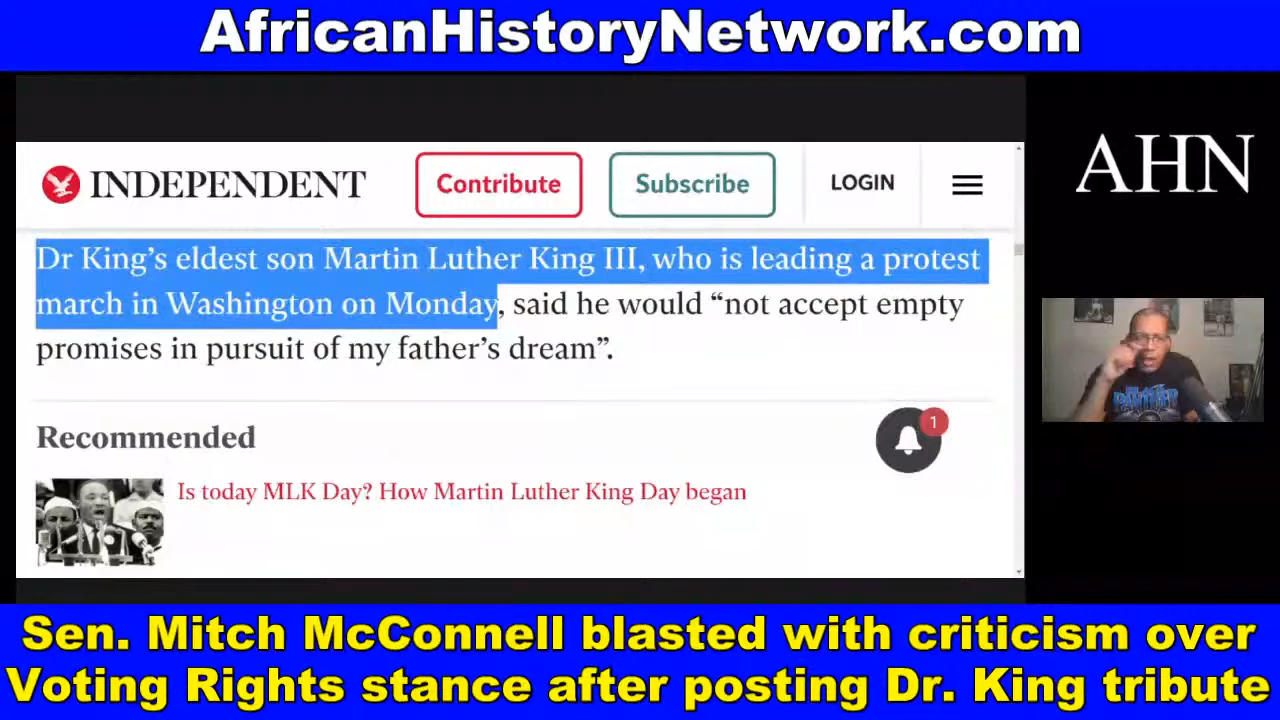 AfricanHistoryNetwork.com
AHN
INDEPENDENT
Contribute
Subscribe
LOGIN
Dr King’s eldest son Martin Luther King III, who is leading a protest
march in Washington on Monday, said he would “not accept empty
promises in pursuit of my father’s dream”.
1
Recommended
Is today MLK Day? How Martin Luther King Day began
Sen. Mitch McConnell blasted with criticism over
Voting Rights stance after posting Dr. King tribute